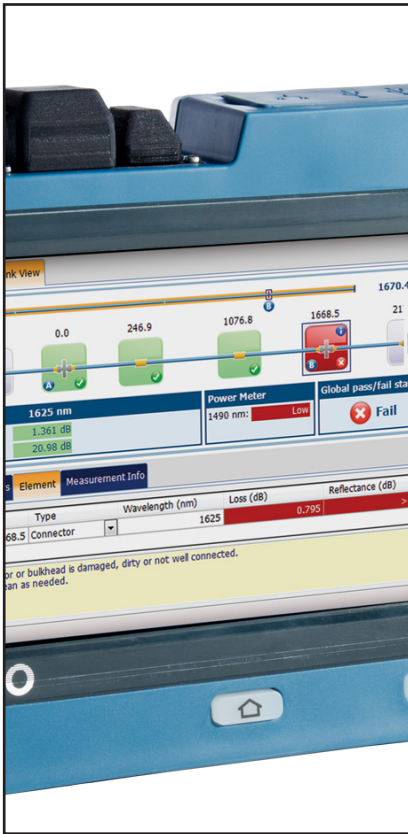 nk View
1670.4
B
0.0
246.9
1076.8
1668.5
21
A
B
1625 nm
1.361 dB
20.98 dB
Power Meter
1490 nm: Low
Global pass/fail sta
Fail
s Element Measurement Info
Type Wavelength (nm) Loss (dB) Reflectance (dB)
68.5 Connector 1625 0.795 >
or or bulkhead is damaged, dirty or not well connected.
ean as needed.
O